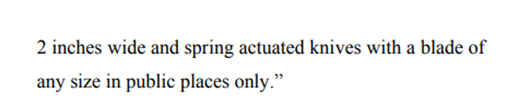 2 inches wide and spring actuated knives with a blade of
any size in public places only.”